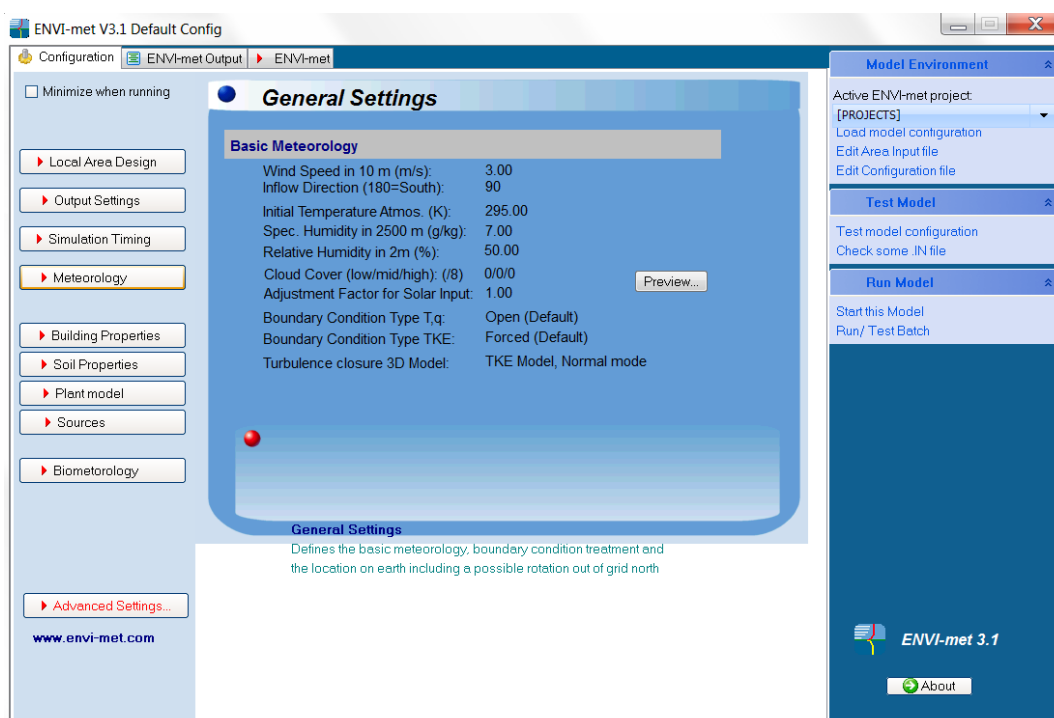 ENVI-met V3.1 Default Config
Configuration
ENVI-met Output
ENVI-met
Minimize when running
Local Area Design
Output Settings
Simulation Timing
Meteorology
Building Properties
Soil Properties
Plant model
Sources
Biometorology
Advanced Settings...
www.envi-met.com
General Settings
Basic Meteorology
Wind Speed in 10 m (m/s): 3.00
Inflow Direction (180=South): 90
Initial Temperature Atmos. (K): 295.00
Spec. Humidity in 2500 m (g/kg): 7.00
Relative Humidity in 2m (%): 50.00
Cloud Cover (low/mid/high): (/8) 0/0/0
Adjustment Factor for Solar Input: 1.00
Preview...
Boundary Condition Type T,q: Open (Default)
Boundary Condition Type TKE: Forced (Default)
Turbulence closure 3D Model: TKE Model, Normal mode
General Settings
Defines the basic meteorology, boundary condition treatment and
the location on earth including a possible rotation out of grid north
Model Environment
Active ENVI-met project:
[PROJECTS]
Load model configuration
Edit Area Input file
Edit Configuration file
Test Model
Test model configuration
Check some .IN file
Run Model
Start this Model
Run/ Test Batch
ENVI-met 3.1
About